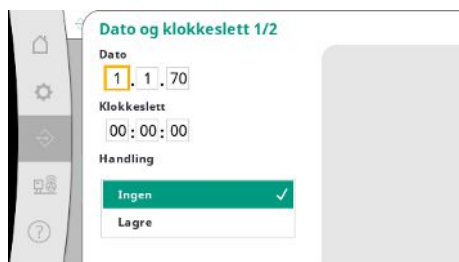 Dato og klokkeslett 1/2
Dato
1 . 1 . 70
Klokkeslett
00 : 00 : 00
Handling
Ingen
Lagre